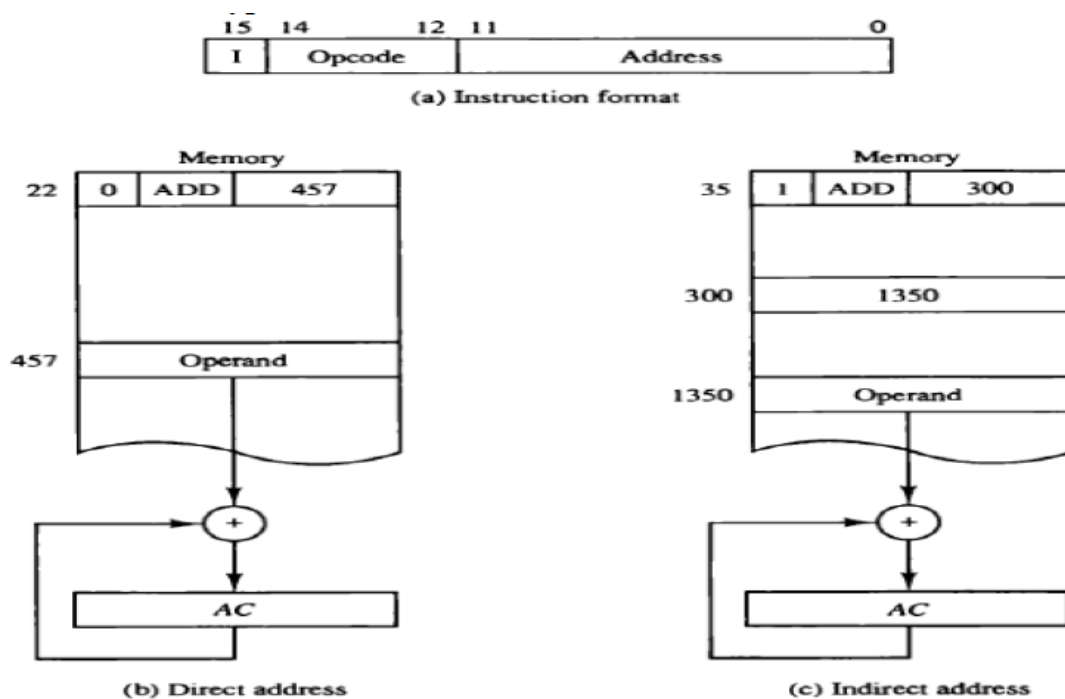 15 14 12 11 0
I Opcode Address
(a) Instruction format
Memory
22 0 ADD 457
457 Operand
+
AC
(b) Direct address
Memory
35 1 ADD 300
300 1350
1350 Operand
+
AC
(c) Indirect address